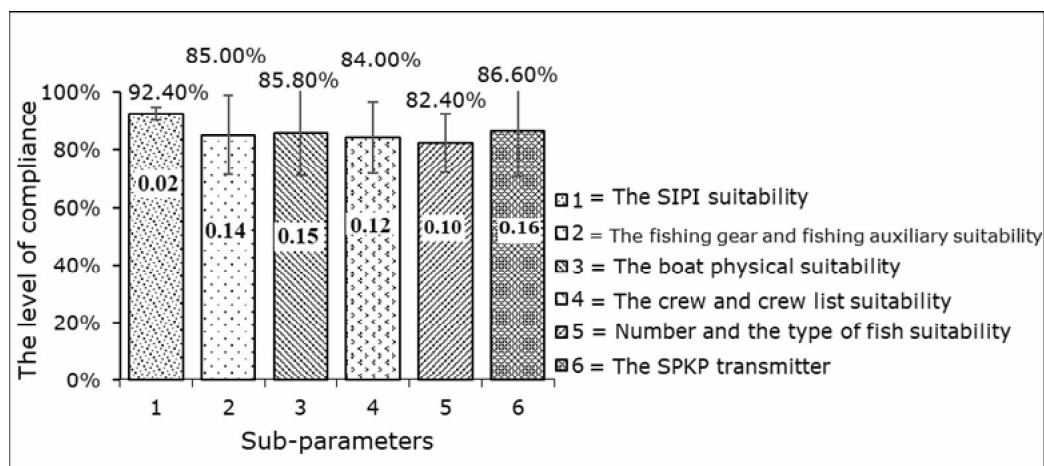 85.00%
84.00%
86.60%
92.40%
85.80%
82.40%
100%
80%
60%
40%
20%
0%
The level of compliance
0.02
0.14
0.15
0.12
0.10
0.16
1 2 3 4 5 6
Sub-parameters
1 = The SIPI suitability
2 = The fishing gear and fishing auxiliary suitability
3 = The boat physical suitability
4 = The crew and crew list suitability
5 = Number and the type of fish suitability
6 = The SPKP transmitter